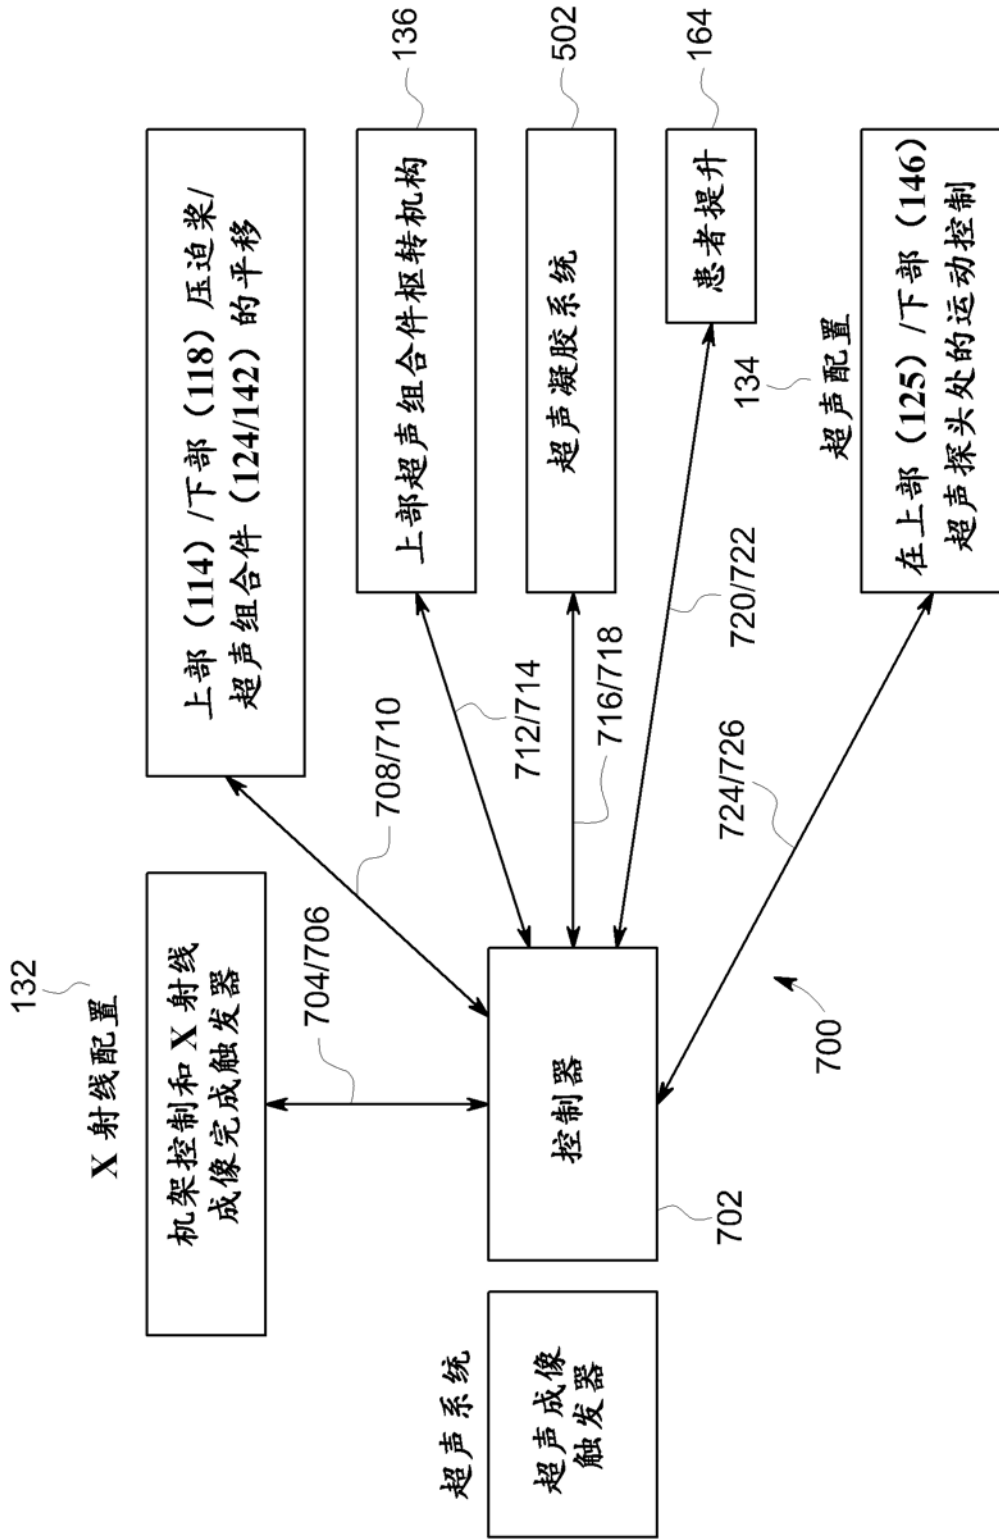 132
X 射线配置
机架控制和 X 射线
成像完成触发器
704/706
上部（114）/下部（118）压迫桨/
超声组合件（124/142）的平移
708/710
上部超声组合件枢转机构
136
712/714
超声凝胶系统
502
716/718
患者提升
164
720/722
134
超声配置
在上部（125）/下部（146）
超声探头处的运动控制
724/726
超声系统
超声成像
触发器
控制器
702
700